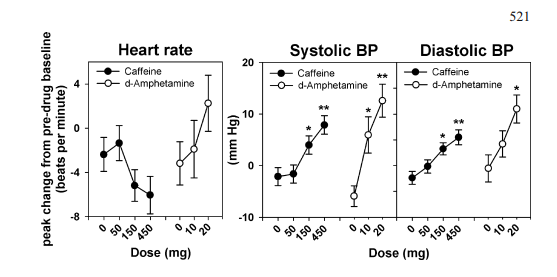 521
Heart rate
Systolic BP
Diastolic BP
peak change from pre-drug baseline
(beats per minute)
Caffeine
d-Amphetamine
4
0
-4
-8
0 50 150 450 0 10 20
Dose (mg)
(mm Hg)
20
10
0
-10
Caffeine
d-Amphetamine
* ** * **
0 50 150 450 0 10 20
Dose (mg)
Caffeine
d-Amphetamine
* ** *
0 50 150 450 0 10 20
Dose (mg)